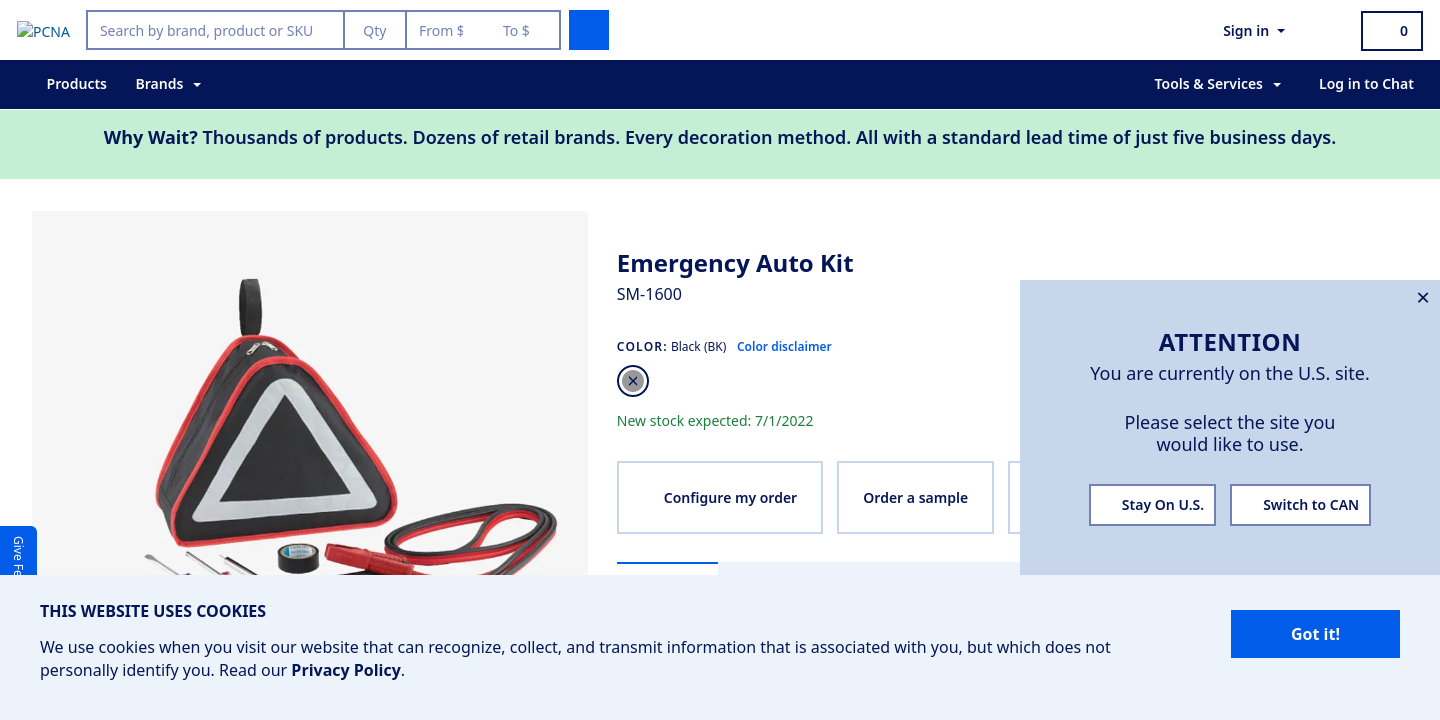 PCNA
Search by brand, product or SKU
Qty
From $
To $
Sign in
0
Products
Brands
Tools & Services
Log in to Chat
Why Wait? Thousands of products. Dozens of retail brands. Every decoration method. All with a standard lead time of just five business days.
Emergency Auto Kit
SM-1600
COLOR: Black (BK) Color disclaimer
New stock expected: 7/1/2022
Configure my order
Order a sample
×
ATTENTION
You are currently on the U.S. site.
Please select the site you
would like to use.
Stay On U.S.
Switch to CAN
Give Fe
THIS WEBSITE USES COOKIES
We use cookies when you visit our website that can recognize, collect, and transmit information that is associated with you, but which does not
personally identify you. Read our Privacy Policy.
Got it!